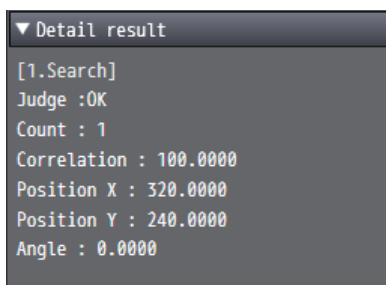 ▼ Detail result
[1.Search]
Judge :OK
Count : 1
Correlation : 100.0000
Position X : 320.0000
Position Y : 240.0000
Angle : 0.0000